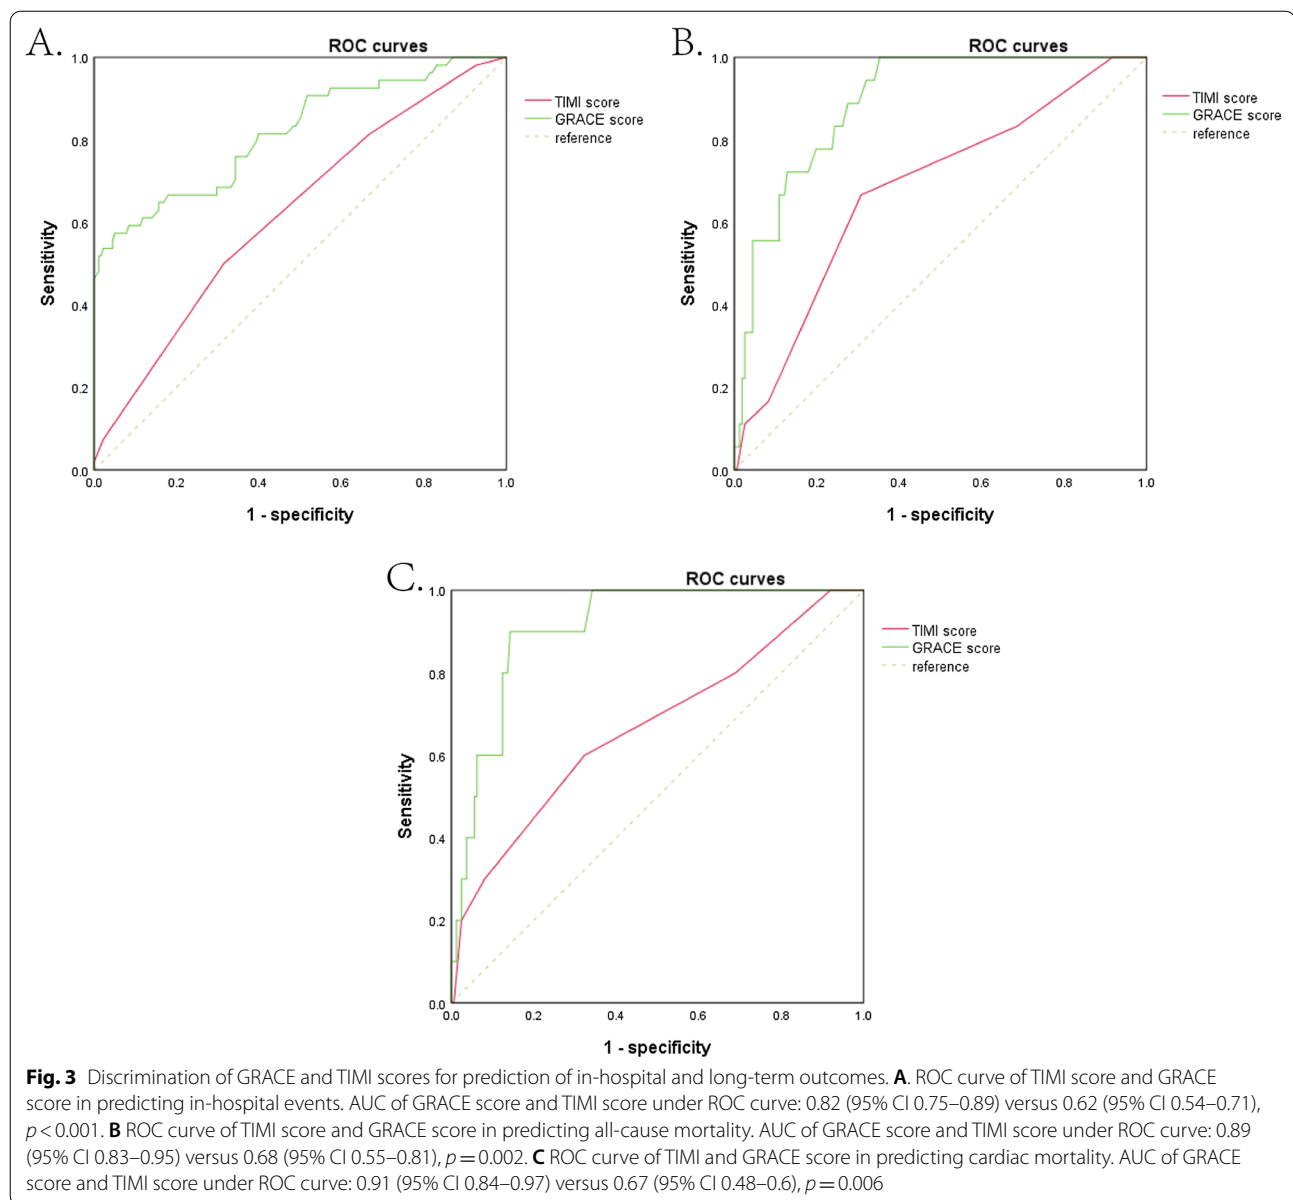 A.
ROC curves
1.0
0.8
0.6
0.4
0.2
0.0
0.0 0.2 0.4 0.6 0.8 1.0
Sensitivity
1 - specificity
TIMI score
GRACE score
reference
B.
ROC curves
1.0
0.8
0.6
0.4
0.2
0.0
0.0 0.2 0.4 0.6 0.8 1.0
Sensitivity
1 - specificity
TIMI score
GRACE score
reference
C.
ROC curves
1.0
0.8
0.6
0.4
0.2
0.0
0.0 0.2 0.4 0.6 0.8 1.0
Sensitivity
1 - specificity
TIMI score
GRACE score
reference
Fig. 3 Discrimination of GRACE and TIMI scores for prediction of in-hospital and long-term outcomes. A. ROC curve of TIMI score and GRACE
score in predicting in-hospital events. AUC of GRACE score and TIMI score under ROC curve: 0.82 (95% CI 0.75–0.89) versus 0.62 (95% CI 0.54–0.71),
p < 0.001. B ROC curve of TIMI score and GRACE score in predicting all-cause mortality. AUC of GRACE score and TIMI score under ROC curve: 0.89
(95% CI 0.83–0.95) versus 0.68 (95% CI 0.55–0.81), p = 0.002. C ROC curve of TIMI and GRACE score in predicting cardiac mortality. AUC of GRACE
score and TIMI score under ROC curve: 0.91 (95% CI 0.84–0.97) versus 0.67 (95% CI 0.48–0.6), p = 0.006